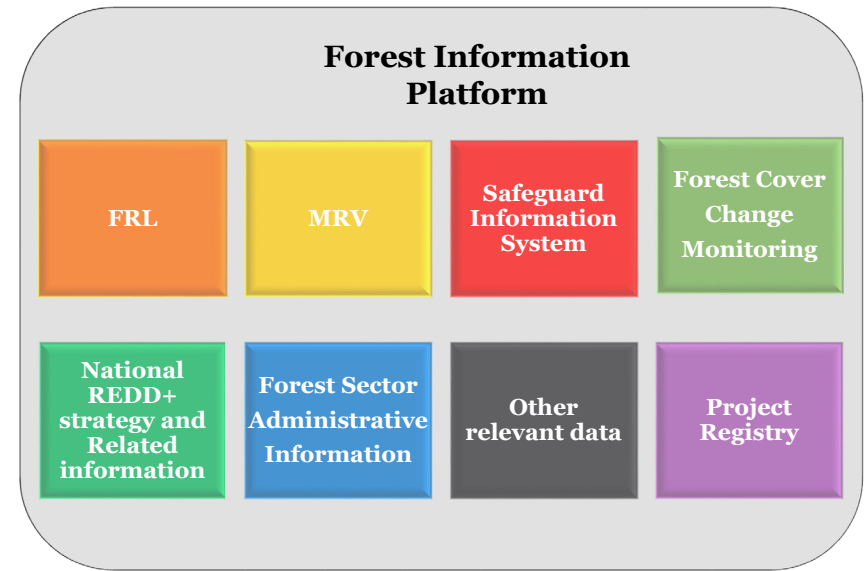 Forest Information
Platform
FRL
MRV
Safeguard
Information
System
Forest Cover
Change
Monitoring
National
REDD+
strategy and
Related
information
Forest Sector
Administrative
Information
Other
relevant data
Project
Registry